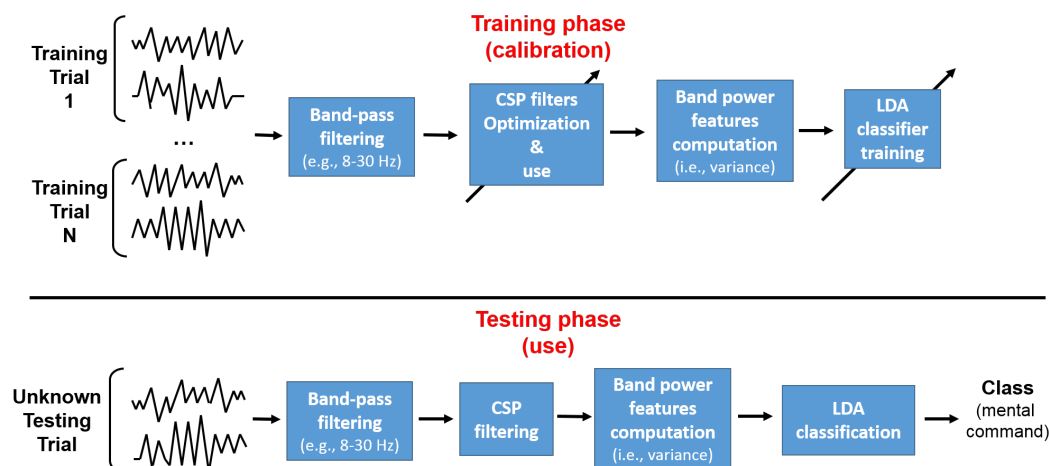 Training phase
(calibration)
Training
Trial
1
...
Training
Trial
N
Band-pass
filtering
(e.g., 8-30 Hz)
CSP filters
Optimization
&
use
Band power
features
computation
(i.e., variance)
LDA
classifier
training
Testing phase
(use)
Unknown
Testing
Trial
Band-pass
filtering
(e.g., 8-30 Hz)
CSP
filtering
Band power
features
computation
(i.e., variance)
LDA
classification
Class
(mental
command)